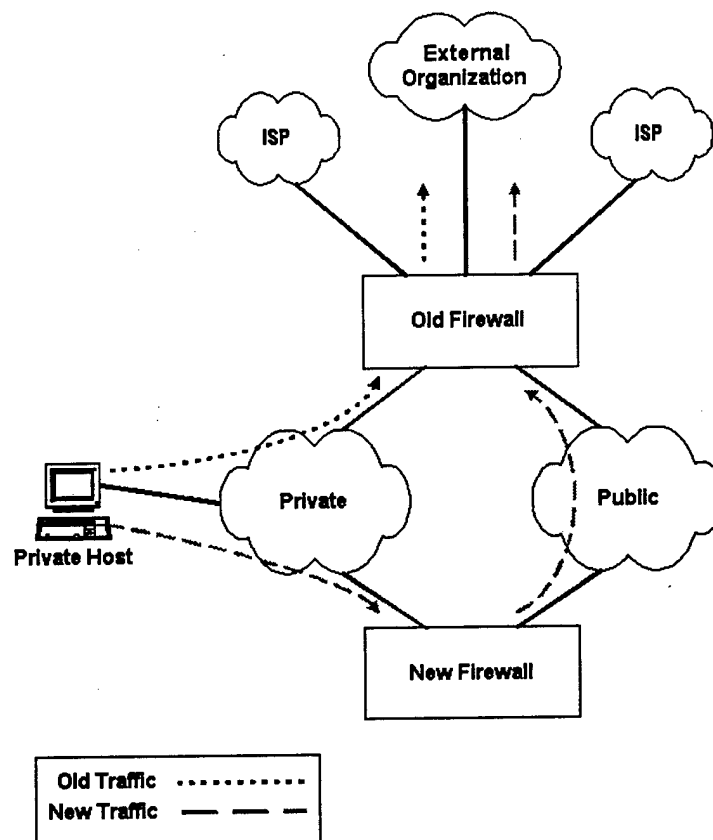 External
Organization
ISP
ISP
Old Firewall
Private
Public
Private Host
New Firewall
Old Traffic
New Traffic